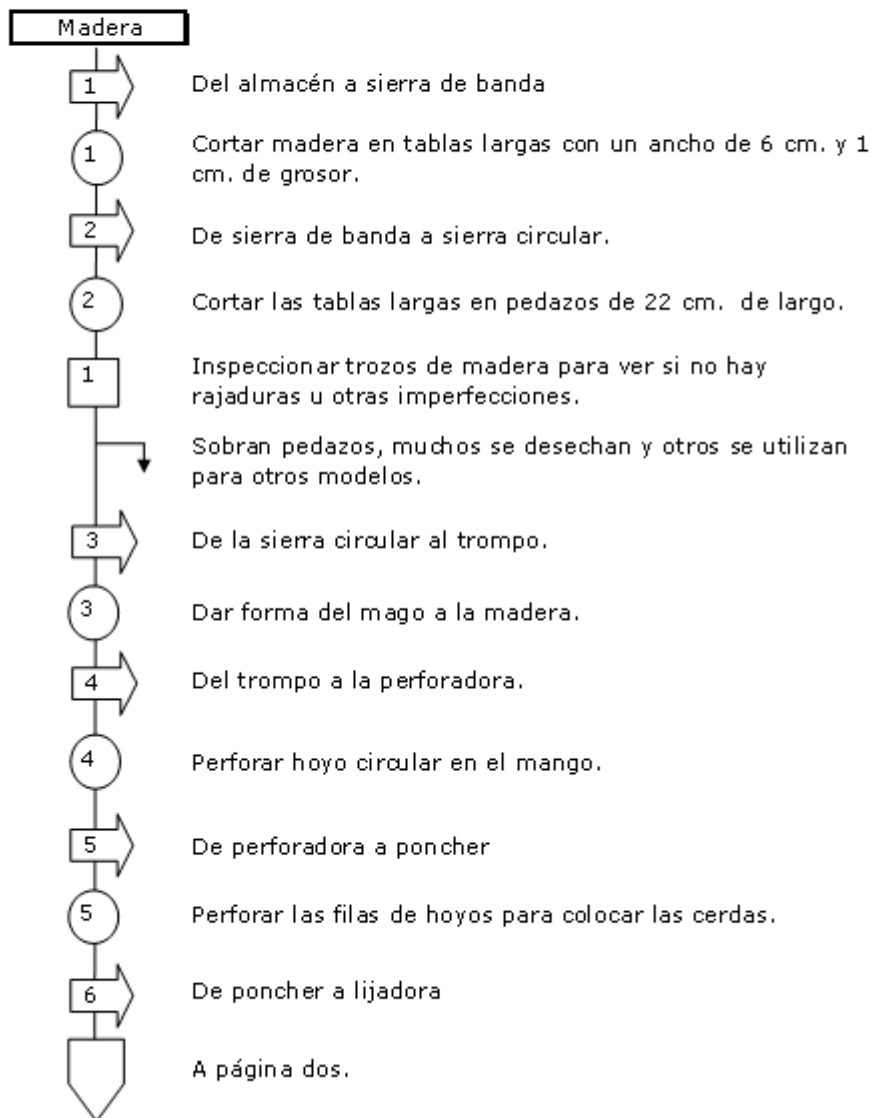 Madera
1 Del almacén a sierra de banda
1 Cortar madera en tablas largas con un ancho de 6 cm. y 1
cm. de grosor.
2 De sierra de banda a sierra circular.
2 Cortar las tablas largas en pedazos de 22 cm. de largo.
1 Inspeccionar trozos de madera para ver si no hay
rajaduras u otras imperfecciones.
Sobran pedazos, muchos se desechan y otros se utilizan
para otros modelos.
3 De la sierra circular al trompo.
3 Dar forma del mago a la madera.
4 Del trompo a la perforadora.
4 Perforar hoyo circular en el mango.
5 De perforadora a poncher
5 Perforar las filas de hoyos para colocar las cerdas.
6 De poncher a lijadora
A página dos.